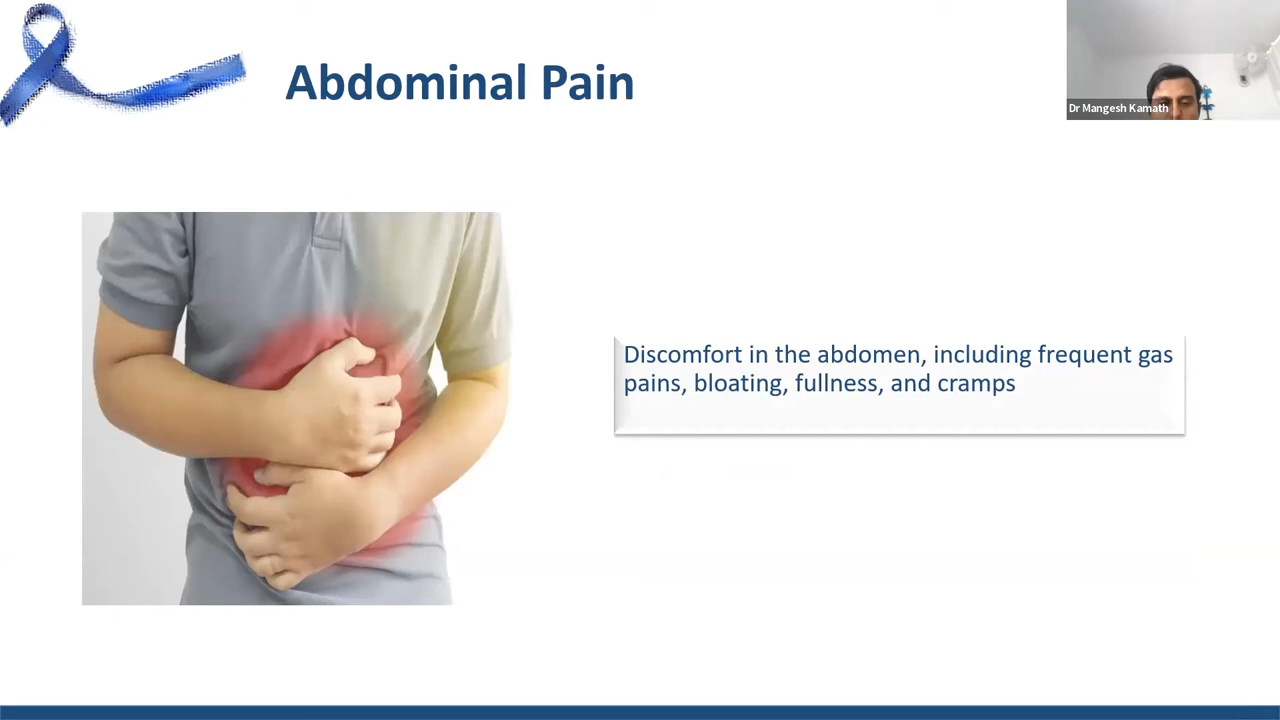 Abdominal Pain
Dr Mangesh Kamath
Discomfort in the abdomen, including frequent gas
pains, bloating, fullness, and cramps